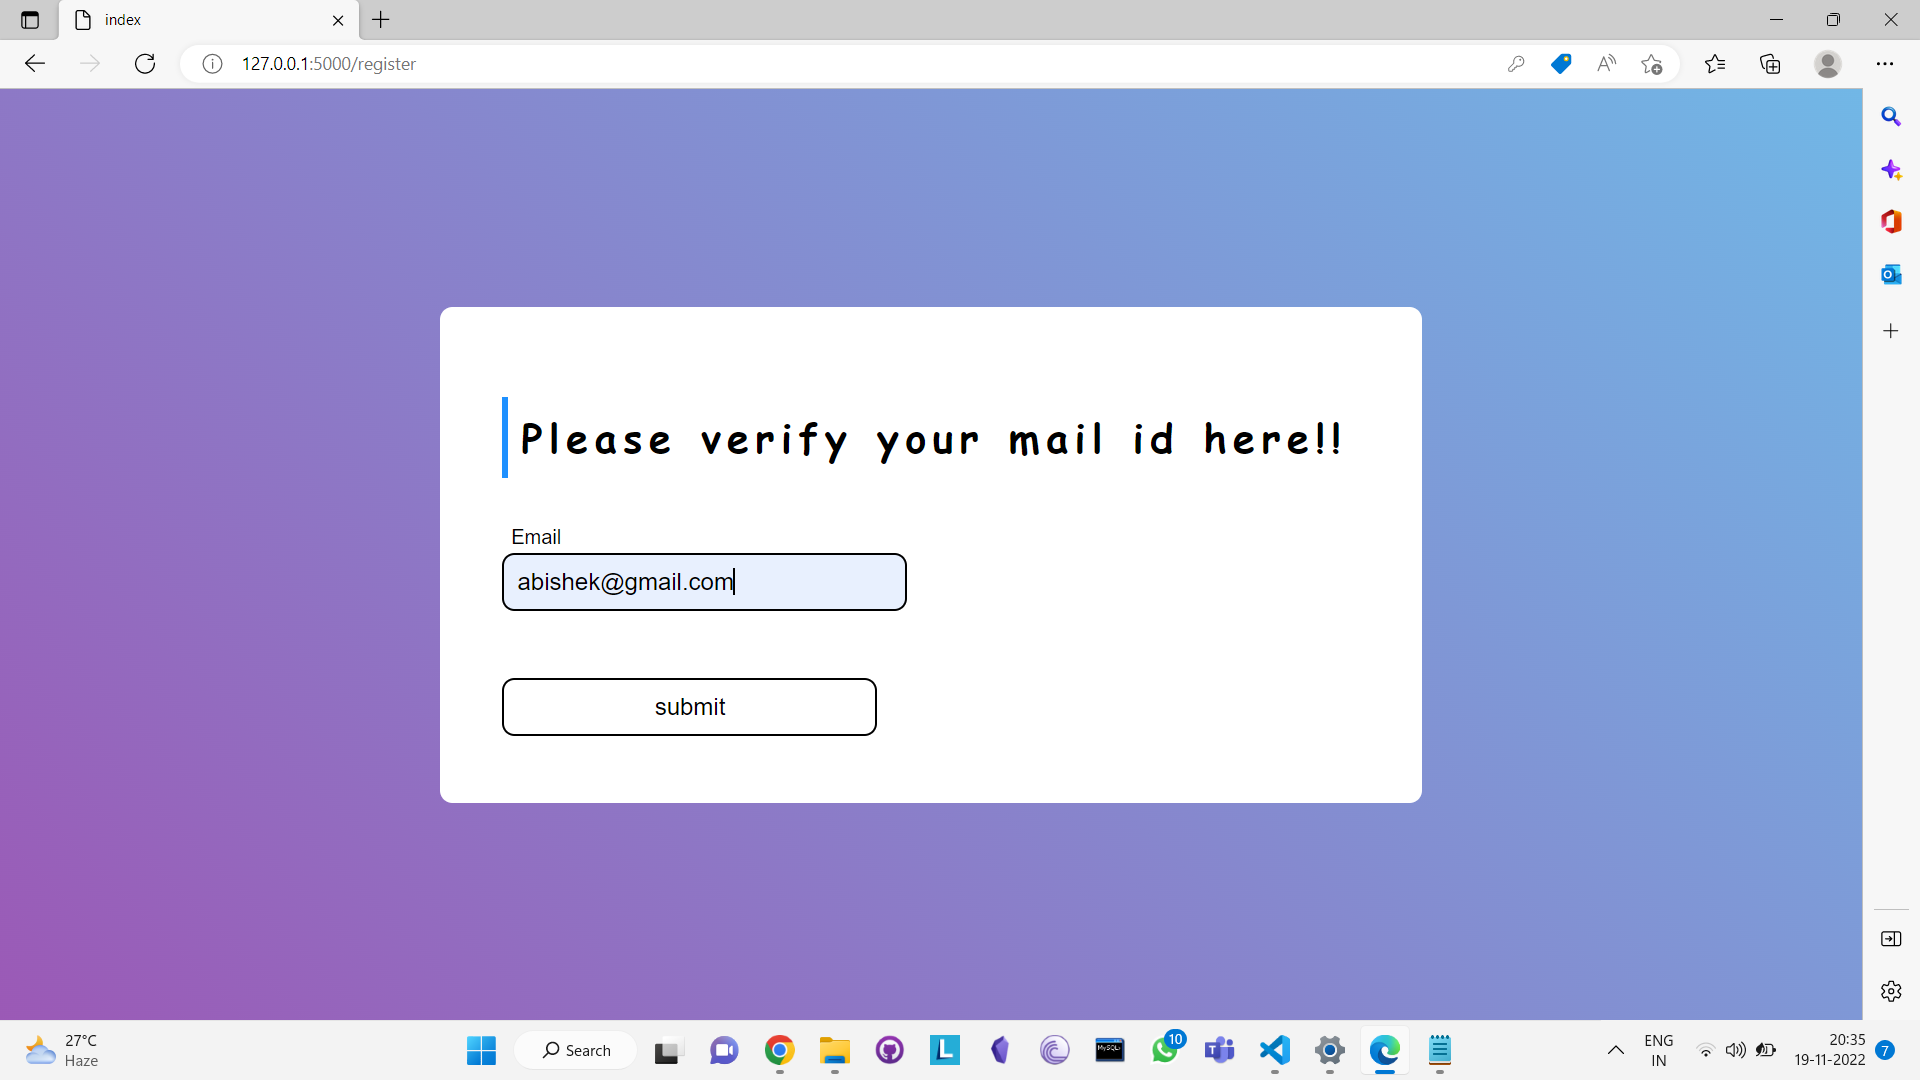 index
127.0.0.1:5000/register
Please verify your mail id here!!
Email
abishek@gmail.com
submit
27°C
Haze
Search
L
MySQL
10
ENG
IN
20:35
19-11-2022
7